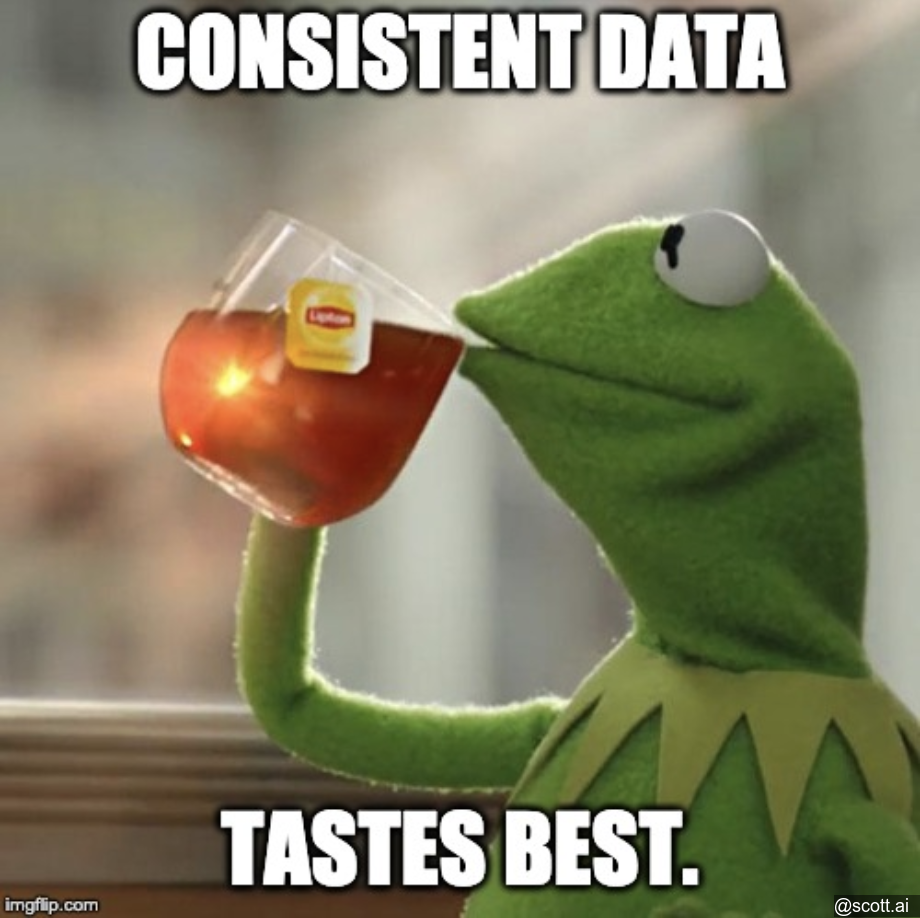 CONSISTENT DATA
Lipton
TASTES BEST.
imgflip.com
@scott.ai